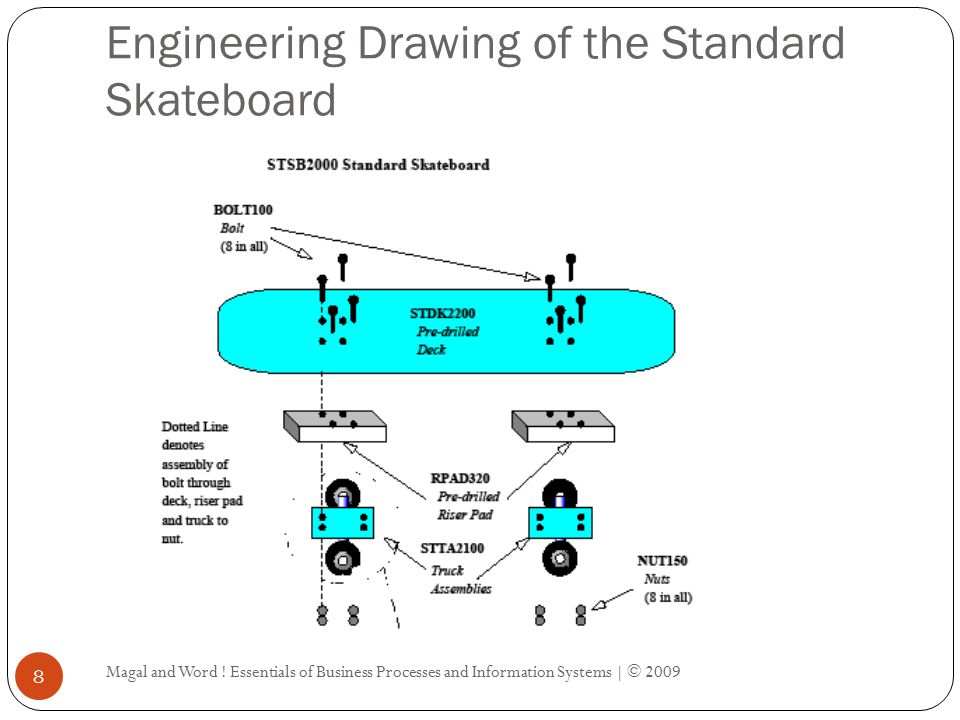 Engineering Drawing of the Standard
Skateboard
STSB2000 Standard Skateboard
BOLT100
Bolt
(8 in all)
STDK2200
Pre-drilled
Deck
Dotted Line
denotes
assembly of
bolt through
deck, riser pad
and truck to
nut.
RPAD320
Pre-drilled
Riser Pad
STTA2100
Truck
Assemblies
NUT150
Nuts
(8 in all)
8
Magal and Word ! Essentials of Business Processes and Information Systems | © 2009